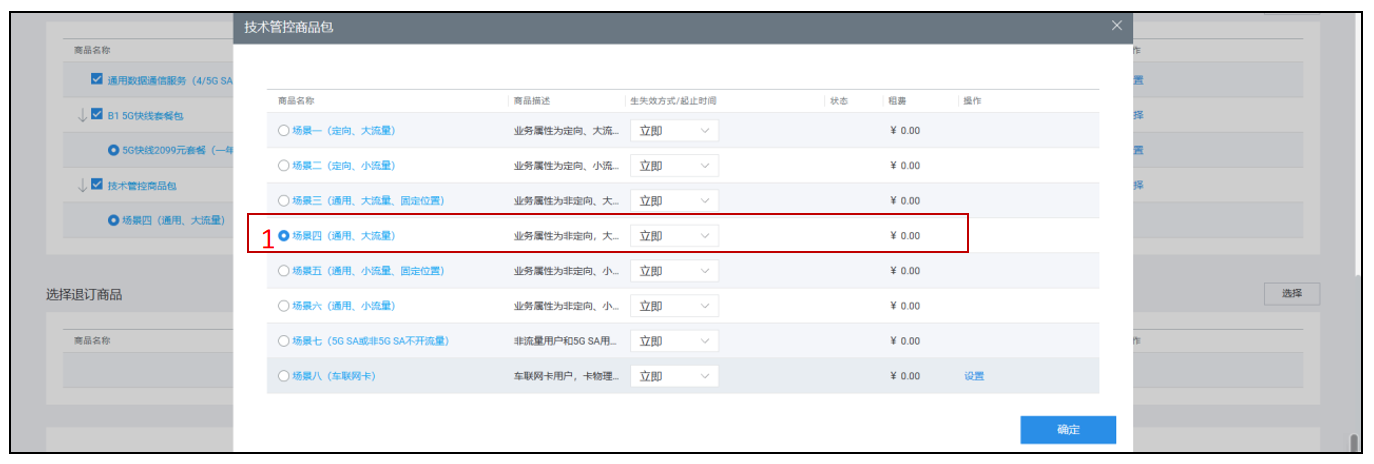 技术管控商品包
商品名称
作
通用数据通信服务（4/5G SA
置
B1 5G快线套餐包
择
5G快线2099元套餐（一年
置
技术管控商品包
择
场景四（通用、大流量）
商品名称 商品描述 生失效方式/起止时间 状态 租费 操作
场景一（定向、大流量） 业务属性为定向、大流... 立即 ¥ 0.00
场景二（定向、小流量） 业务属性为定向、小流... 立即 ¥ 0.00
场景三（通用、大流量、固定位置） 业务属性为非定向、大... 立即 ¥ 0.00
1 场景四（通用、大流量） 业务属性为非定向，大... 立即 ¥ 0.00
场景五（通用、小流量、固定位置） 业务属性为非定向、小... 立即 ¥ 0.00
场景六（通用、小流量） 业务属性为非定向、小... 立即 ¥ 0.00
场景七（5G SA或非5G SA不开流量） 非流量用户和5G SA用... 立即 ¥ 0.00
场景八（车联网卡） 车联网卡用户，卡物理... 立即 ¥ 0.00 设置
确定
选择退订商品 选择
商品名称
作